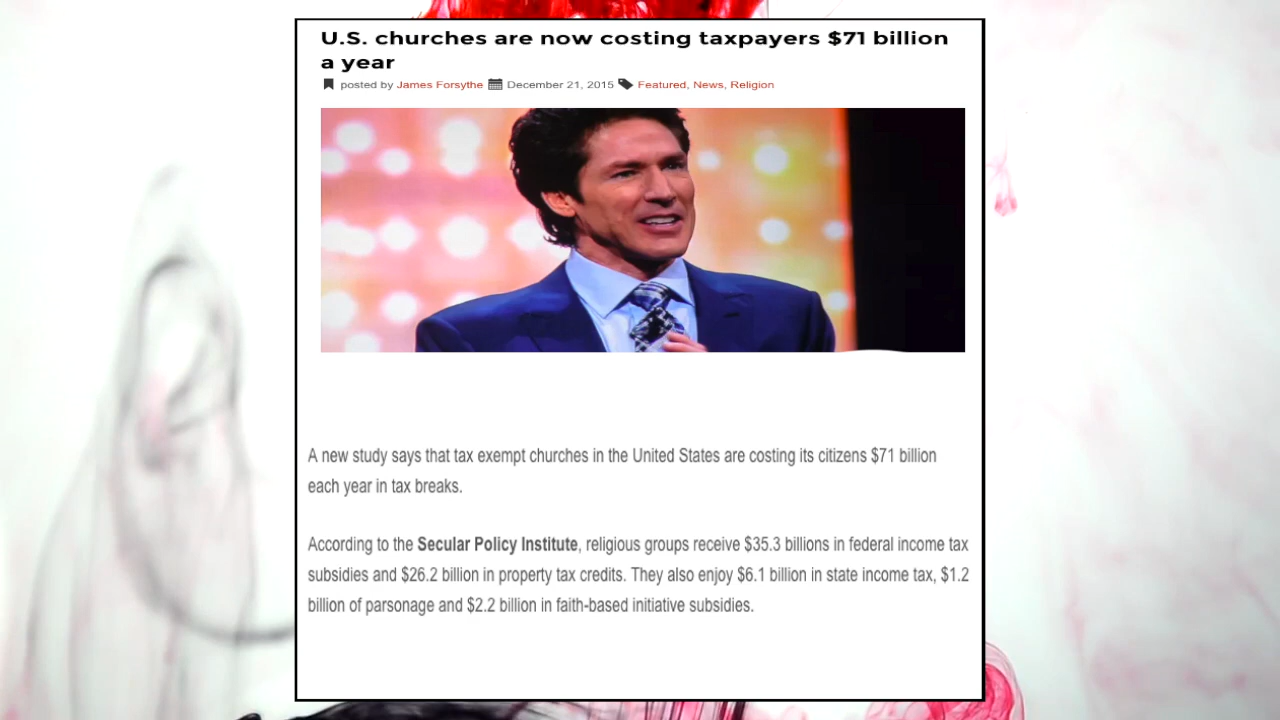 U.S. churches are now costing taxpayers $71 billion
a year
posted by James Forsythe December 21, 2015 Featured, News, Religion
A new study says that tax exempt churches in the United States are costing its citizens $71 billion
each year in tax breaks.
According to the Secular Policy Institute, religious groups receive $35.3 billions in federal income tax
subsidies and $26.2 billion in property tax credits. They also enjoy $6.1 billion in state income tax, $1.2
billion of parsonage and $2.2 billion in faith-based initiative subsidies.